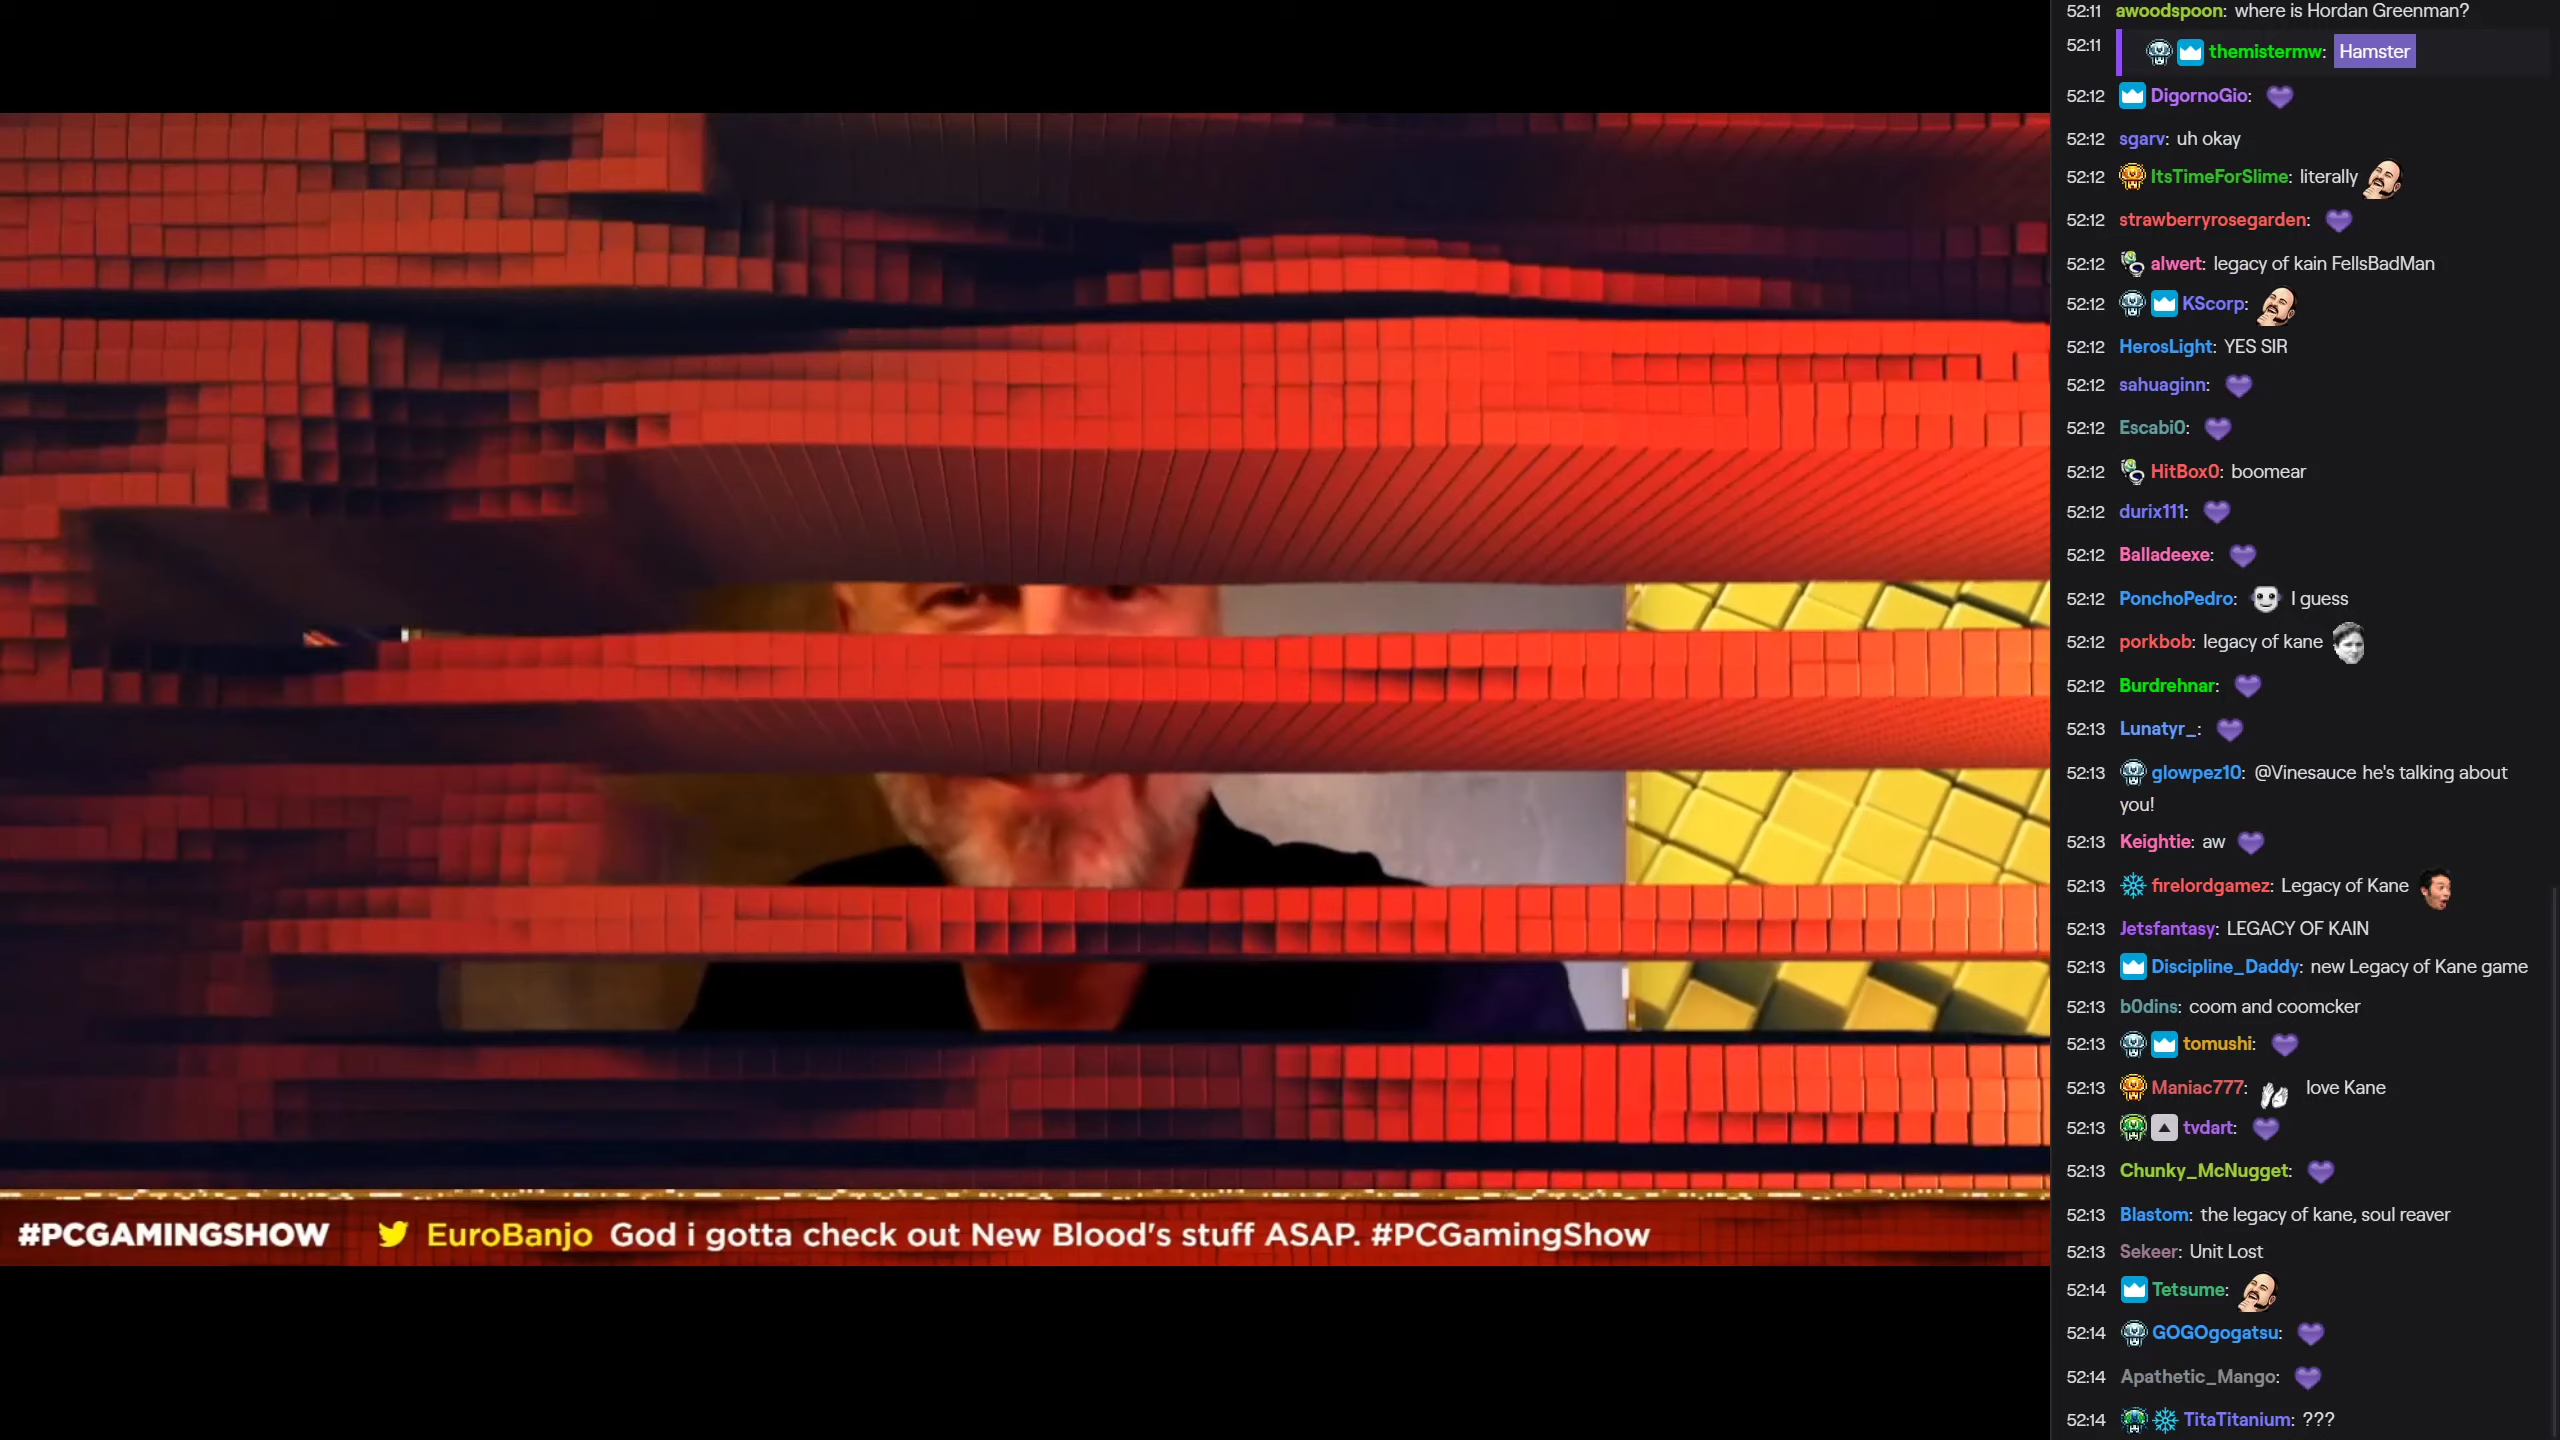 52:11 awoodspoon: where is Hordan Greenman?
52:11 themistermw: Hamster
52:12 DigornoGio:
52:12 sgarv: uh okay
52:12 ItsTimeForSlime: literally
52:12 strawberryrosegarden:
52:12 alwert: legacy of kain FellsBadMan
52:12 KScorp:
52:12 HerosLight: YES SIR
52:12 sahuaginn:
52:12 Escabi0:
52:12 HitBox0: boomear
52:12 durix111:
52:12 Balladeexe:
52:12 PonchoPedro: I guess
52:12 porkbob: legacy of kane
52:12 Burdrehnar:
52:13 Lunatyr_:
52:13 glowpez10: @Vinesauce he's talking about
you!
52:13 Keightie: aw
52:13 firelordgamez: Legacy of Kane
52:13 Jetsfantasy: LEGACY OF KAIN
52:13 Discipline_Daddy: new Legacy of Kane game
52:13 b0dins: coom and coomcker
52:13 tomushi:
52:13 Maniac777: love Kane
52:13 tvdart:
52:13 Chunky_McNugget:
52:13 Blastom: the legacy of kane, soul reaver
52:13 Sekeer: Unit Lost
52:14 Tetsume:
52:14 GOGOgogatsu:
52:14 Apathetic_Mango:
52:14 TitaTitanium: ???
#PCGAMINGSHOW EuroBanjo God i gotta check out New Blood's stuff ASAP. #PCGamingShow